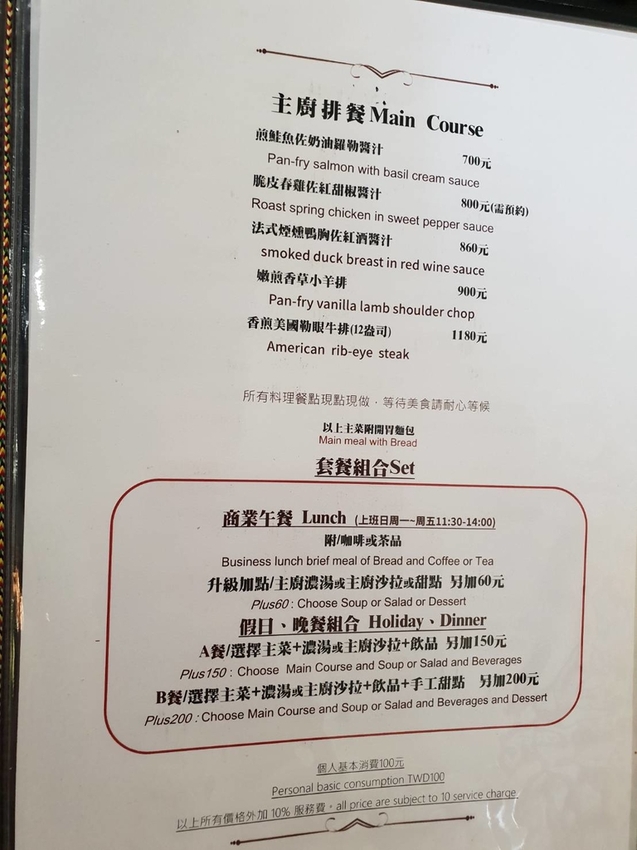 主廚排餐Main Course
煎鮭魚佐奶油羅勒醬汁 700元
Pan-fry salmon with basil cream sauce
脆皮春雞佐紅甜椒醬汁 800元(需預約)
Roast spring chicken in sweet pepper sauce
法式煙燻鴨胸佐紅酒醬汁 860元
smoked duck breast in red wine sauce
嫩煎香草小羊排 900元
Pan-fry vanilla lamb shoulder chop
香煎美國勒眼牛排(12盎司) 1180元
American rib-eye steak
所有料理餐點現點現做，等待美食請耐心等候
以上主菜附開胃麵包
Main meal with Bread
套餐組合Set
商業午餐 Lunch (上班日周一~周五11:30-14:00)
附/咖啡或茶品
Business lunch brief meal of Bread and Coffee or Tea
升級加點/主廚濃湯或主廚沙拉或甜點 另加60元
Plus60 : Choose Soup or Salad or Dessert
假日、晚餐組合 Holiday、Dinner
A餐/選擇主菜+濃湯或主廚沙拉+飲品 另加150元
Plus150 : Choose Main Course and Soup or Salad and Beverages
B餐/選擇主菜+濃湯或主廚沙拉+飲品+手工甜點 另加200元
Plus200 : Choose Main Course and Soup or Salad and Beverages and Dessert
個人基本消費100元
Personal basic consumption TWD100
以上所有價格外加 10% 服務費，all price are subject to 10 service charge